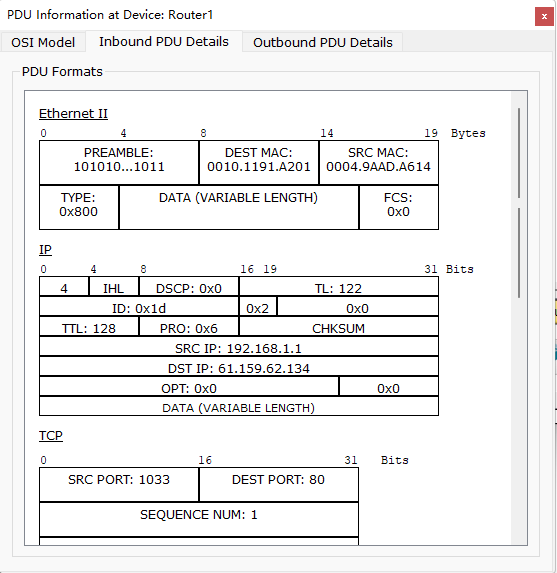 PDU Information at Device: Router1
x
OSI Model Inbound PDU Details Outbound PDU Details
PDU Formats
Ethernet II
0 4 8 14 19 Bytes
PREAMBLE: DEST MAC: SRC MAC:
101010...1011 0010.1191.A201 0004.9AAD.A614
TYPE: DATA (VARIABLE LENGTH) FCS:
0x800 0x0
IP
0 4 8 16 19 31 Bits
4 IHL DSCP: 0x0 TL: 122
ID: 0x1d 0x2 0x0
TTL: 128 PRO: 0x6 CHKSUM
SRC IP: 192.168.1.1
DST IP: 61.159.62.134
OPT: 0x0 0x0
DATA (VARIABLE LENGTH)
TCP
0 16 31 Bits
SRC PORT: 1033 DEST PORT: 80
SEQUENCE NUM: 1